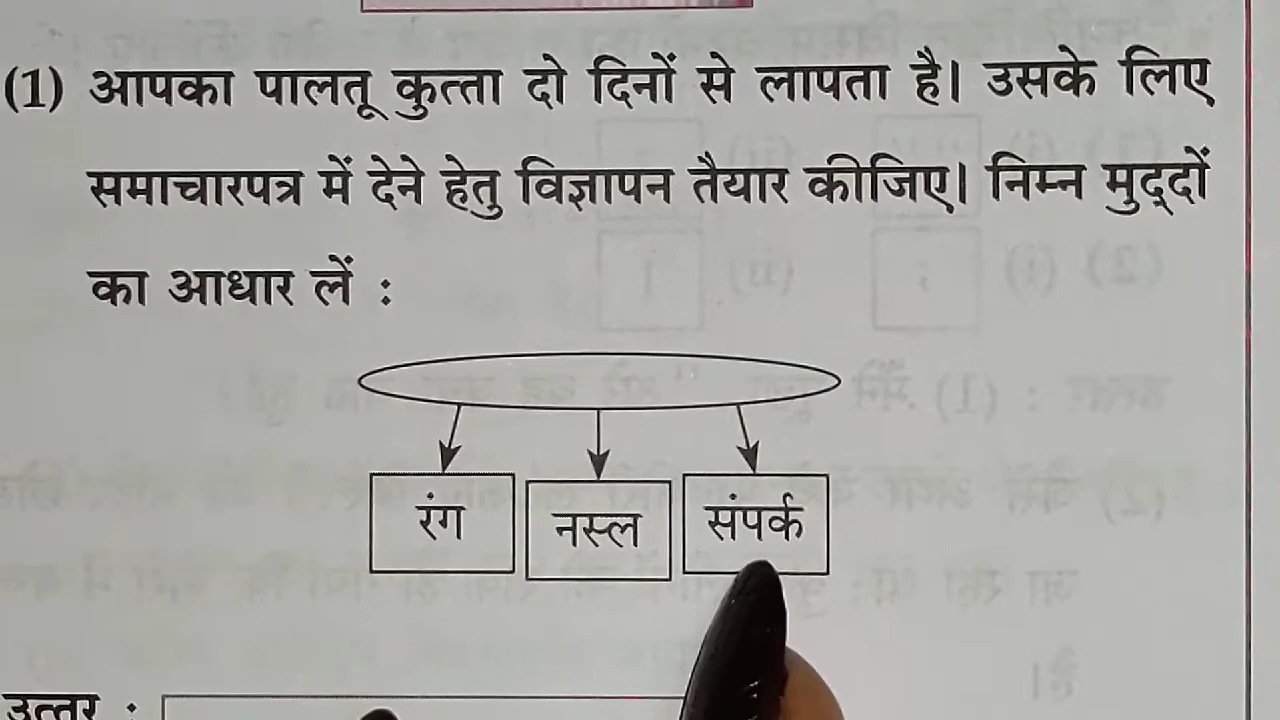 (1) आपका पालतू कुत्ता दो दिनों से लापता है। उसके लिए
समाचारपत्र में देने हेतु विज्ञापन तैयार कीजिए। निम्न मुद्दों
का आधार लें :
रंग
नस्ल
संपर्क
उत्तर :